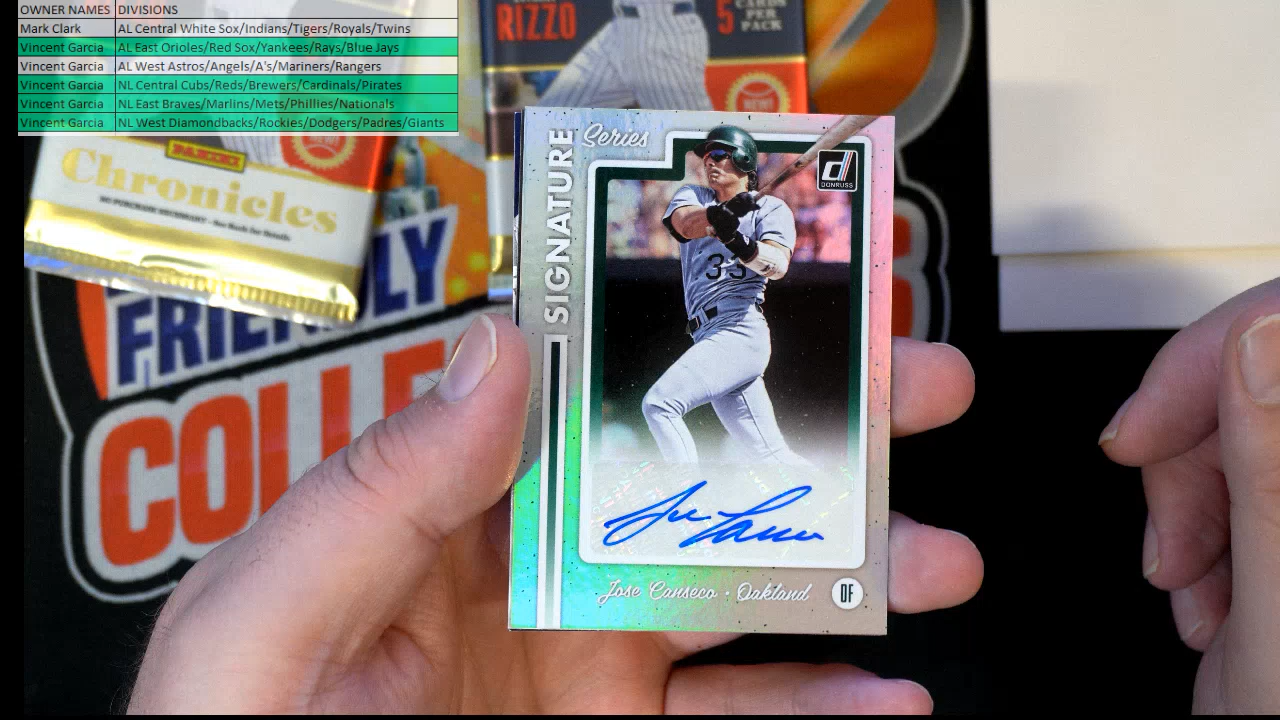 OWNER NAMES DIVISIONS
Mark Clark AL Central White Sox/Indians/Tigers/Royals/Twins
Vincent Garcia AL East Orioles/Red Sox/Yankees/Rays/Blue Jays
Vincent Garcia AL West Astros/Angels/A's/Mariners/Rangers
Vincent Garcia NL Central Cubs/Reds/Brewers/Cardinals/Pirates
Vincent Garcia NL East Braves/Marlins/Mets/Phillies/Nationals
Vincent Garcia NL West Diamondbacks/Rockies/Dodgers/Padres/Giants
RIZZO
5 CARDS
PER
PACK
PANINI
Chronicles
NO PURCHASE NECESSARY - See Back for Details
FRIENDLY
COLLE
SIGNATURE
Series
DONRUSS
33
Jose Canseco
Jose Canseco · Oakland
OF